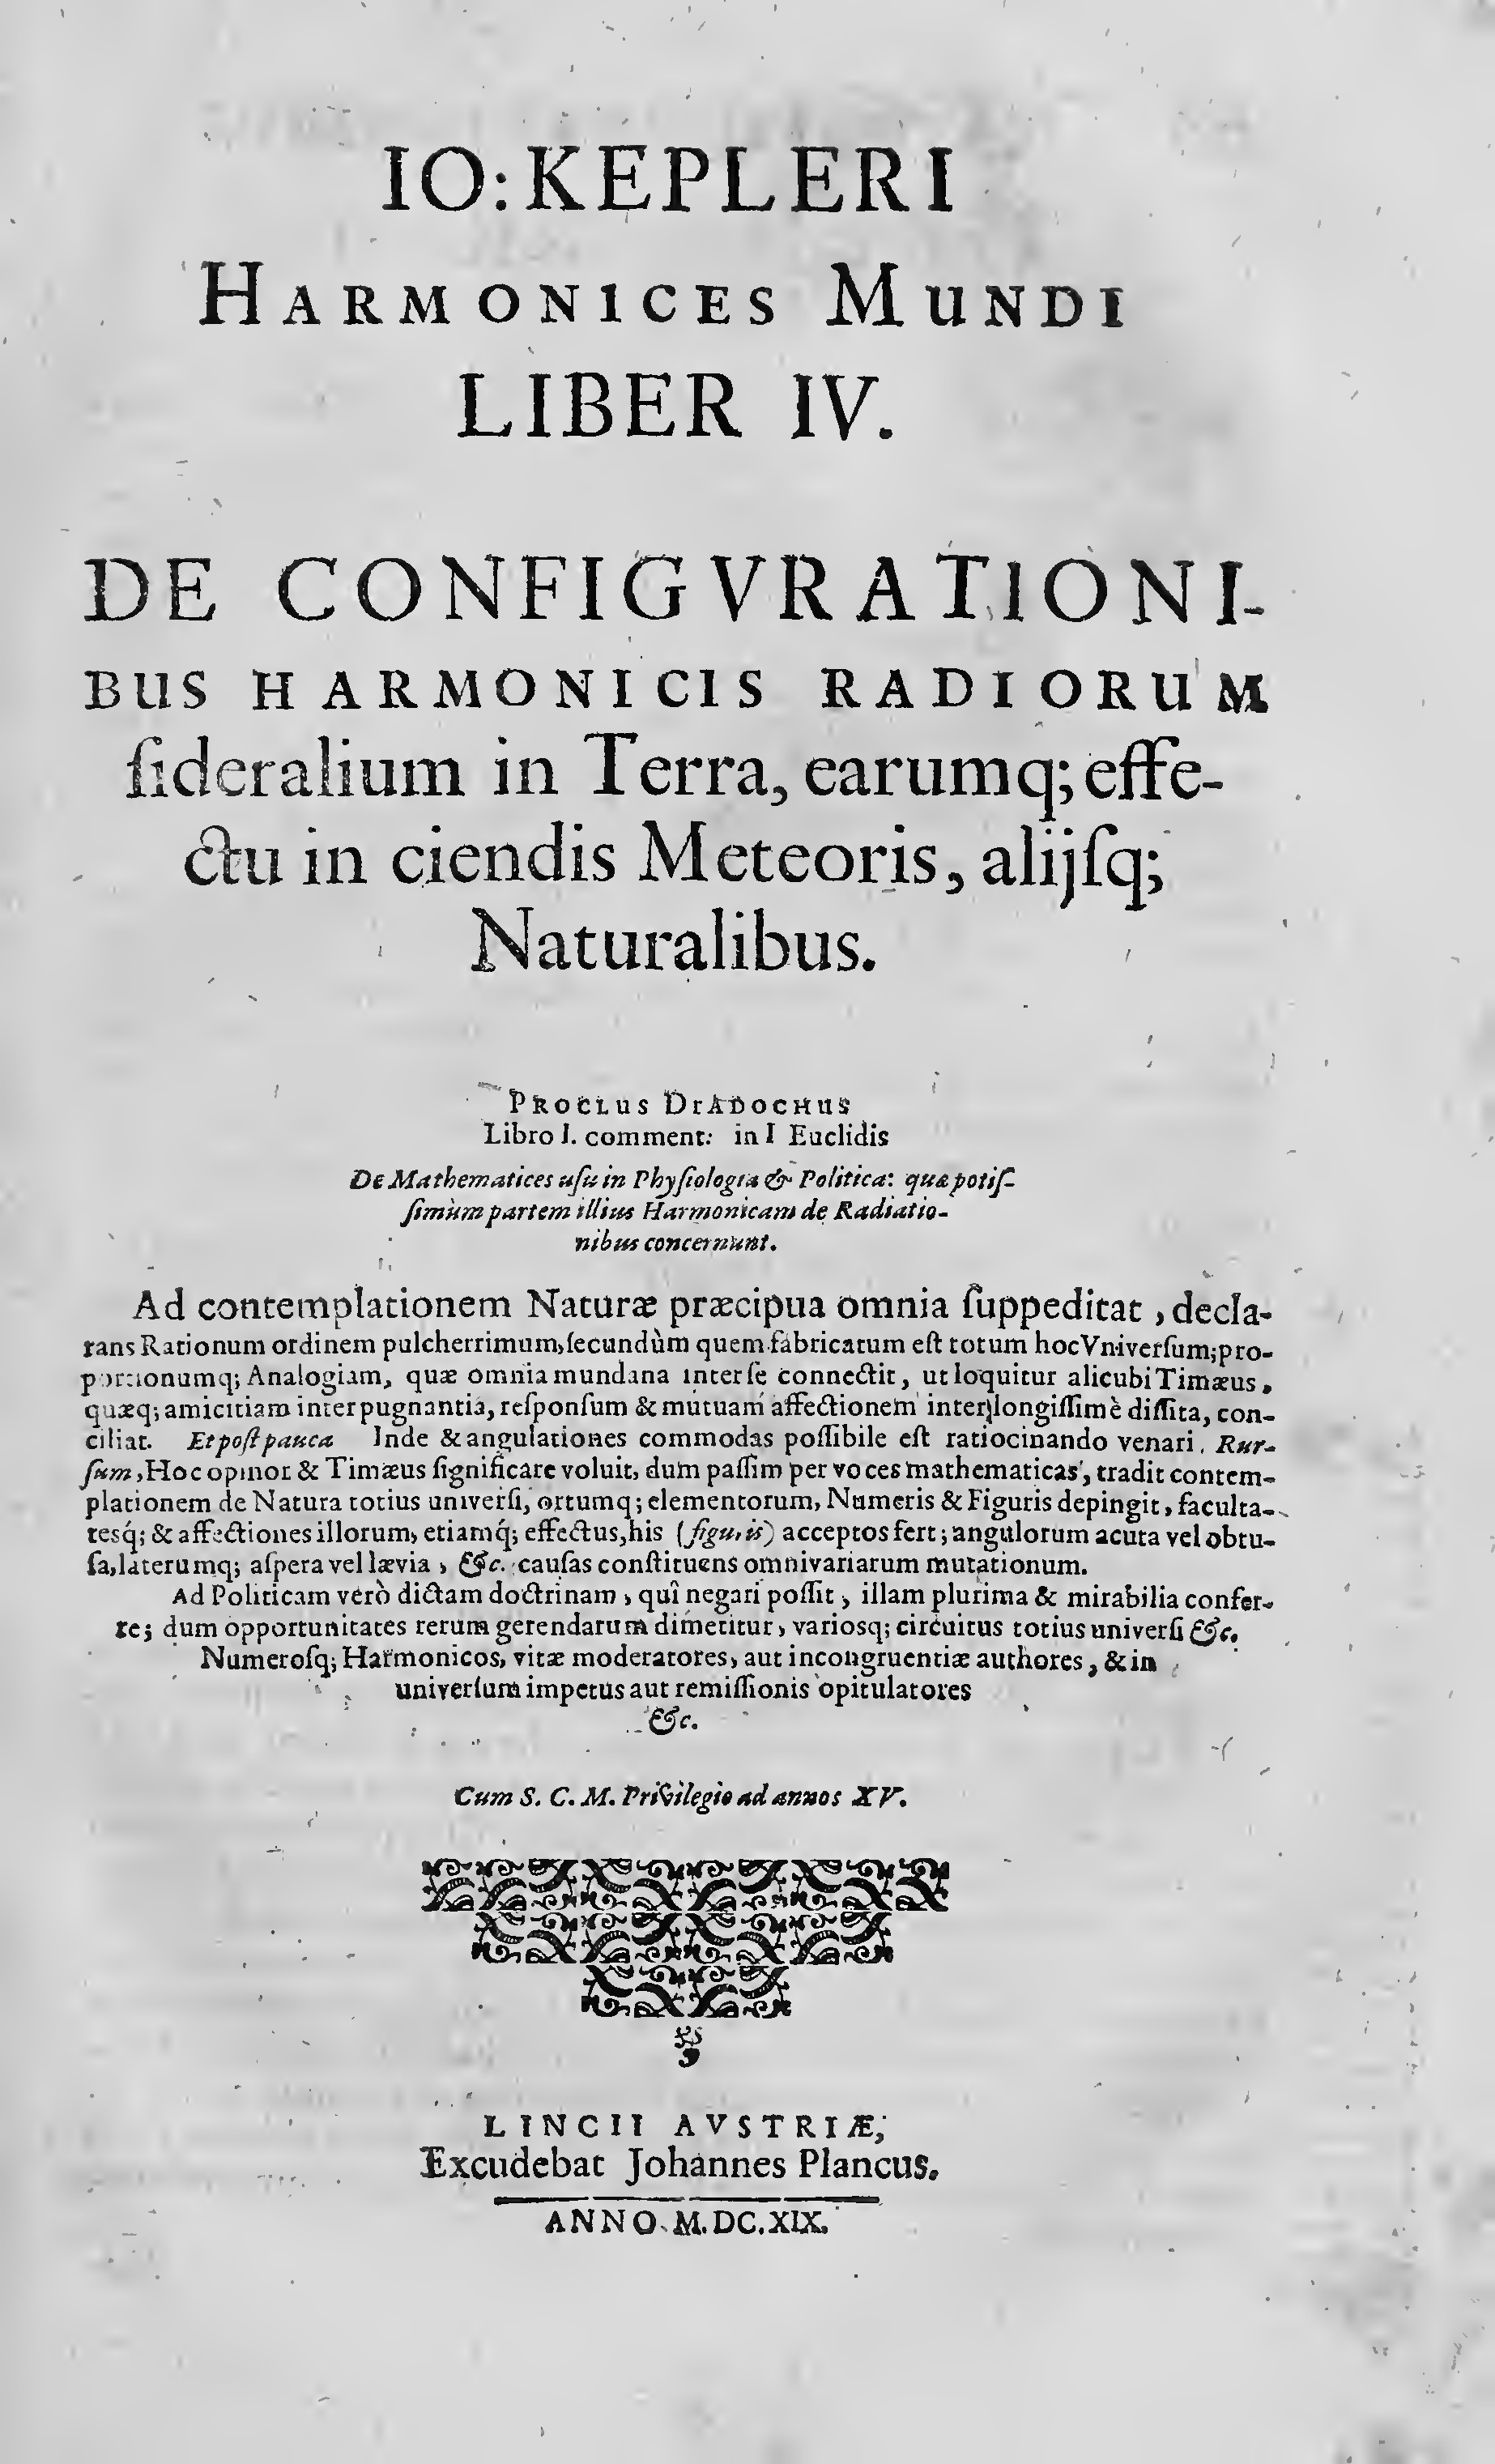 IO: KEPLERI
HARMONICES MUNDI
LIBER IV.
DE CONFIGVRATIONI-
BUS HARMONICIS RADIORUM
ſideralium in Terra, earumq; effe-
ctu in ciendis Meteoris, alijſq;
Naturalibus.
PROCLUS DIADOCHUS
Libro I. comment: in I Euclidis
De Mathematices uſu in Phyſiologia & Politica: quæ potiſ-
ſimùm partem illius Harmonicam de Radiatio-
nibus concernunt.
Ad contemplationem Naturæ præcipua omnia ſuppeditat, decla-
rans Rationum ordinem pulcherrimum, ſecundùm quem fabricatum eſt totum hoc Vniverſum; pro-
portionumq; Analogiam, quæ omnia mundana inter ſe connectit, ut loquitur alicubi Timæus,
quæq; amicitiam inter pugnantia, reſponſum & mutuam affectionem inter longiſſimè diſſita, con-
ciliat. Et poſt pauca Inde & angulationes commodas poſſibile eſt ratiocinando venari. Rur-
ſum, Hoc opinor & Timæus ſignificare voluit, dum paſſim per voces mathematicas, tradit contem-
plationem de Natura totius univerſi, ortumq; elementorum, Numeris & Figuris depingit, faculta-
tesq́; & affectiones illorum, etiamq́; effectus, his (figuris) acceptos fert; angulorum acuta vel obtu-
ſa, laterumq; aſpera vel lævia, &c. cauſas conſtituens omnivariarum mutationum.
Ad Politicam verò dictam doctrinam, quî negari poſſit, illam plurima & mirabilia confer-
re; dum opportunitates rerum gerendarum dimetitur, variosq; circuitus totius univerſi &c.
Numeroſq; Harmonicos, vitæ moderatores, aut incongruentiæ authores, & in
univerſum impetus aut remiſſionis opitulatores
&c.
Cum S. C. M. Privilegio ad annos XV.
LINCII AVSTRIÆ,
Excudebat Johannes Plancus.
ANNO M. DC. XIX.